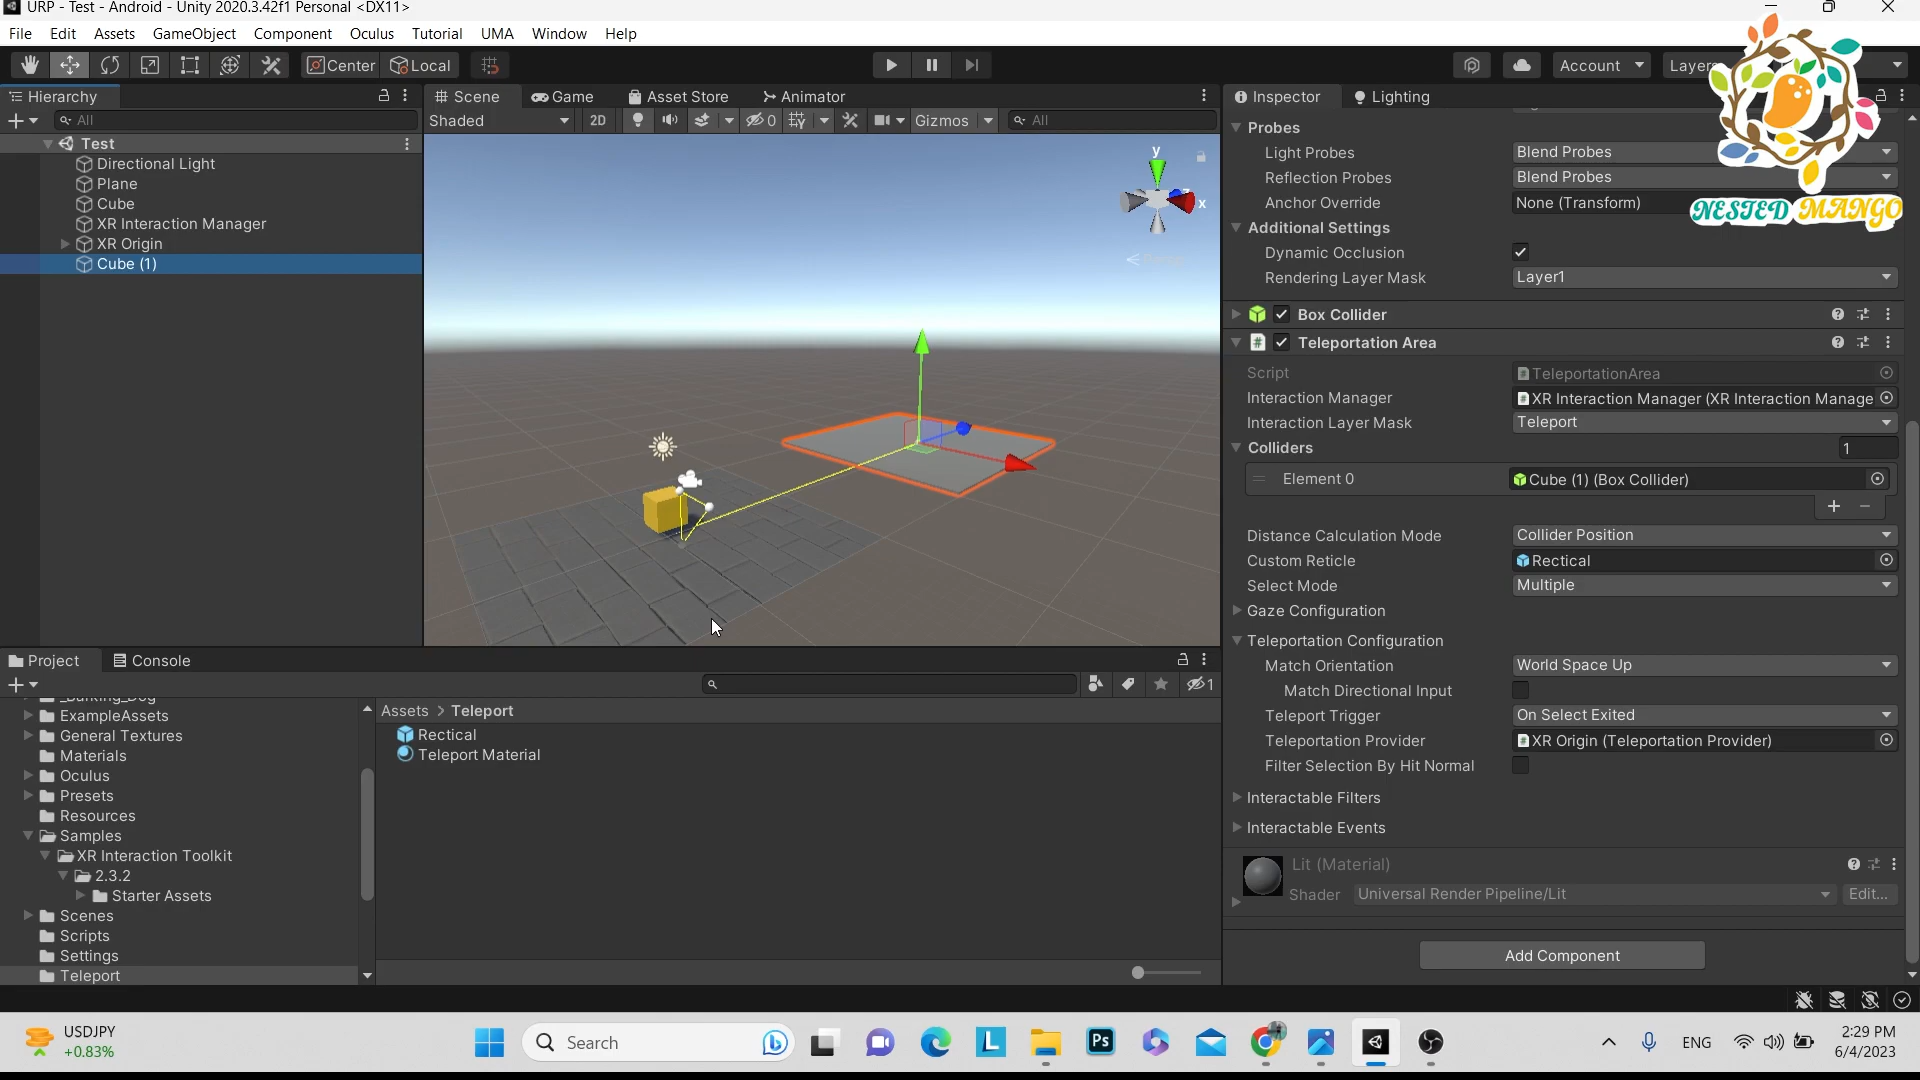 URP - Test - Android - Unity 2020.3.42f1 Personal <DX11>
File Edit Assets GameObject Component Oculus Tutorial UMA Window Help
Center Local Account Layers
Hierarchy
All
Test
Directional Light
Plane
Cube
XR Interaction Manager
XR Origin
Cube (1)
Scene Game Asset Store Animator
Shaded 2D 0 Gizmos All
y
x
Inspector Lighting
Probes
Light Probes Blend Probes
Reflection Probes Blend Probes
Anchor Override None (Transform)
NESTED MANGO
Additional Settings
Dynamic Occlusion
Rendering Layer Mask Layer1
Box Collider
# Teleportation Area
Script TeleportationArea
Interaction Manager XR Interaction Manager (XR Interaction Manage
Interaction Layer Mask Teleport
Colliders 1
Element 0 Cube (1) (Box Collider)
Distance Calculation Mode Collider Position
Custom Reticle Rectical
Select Mode Multiple
Gaze Configuration
Teleportation Configuration
Match Orientation World Space Up
Match Directional Input
Teleport Trigger On Select Exited
Teleportation Provider XR Origin (Teleportation Provider)
Filter Selection By Hit Normal
Interactable Filters
Interactable Events
Lit (Material)
Shader Universal Render Pipeline/Lit Edit...
Add Component
Project Console
1
_Barking_Dog
ExampleAssets
General Textures
Materials
Oculus
Presets
Resources
Samples
XR Interaction Toolkit
2.3.2
Starter Assets
Scenes
Scripts
Settings
Teleport
Assets > Teleport
Rectical
Teleport Material
USDJPY
+0.83%
Search
L
Ps
ENG
2:29 PM
6/4/2023